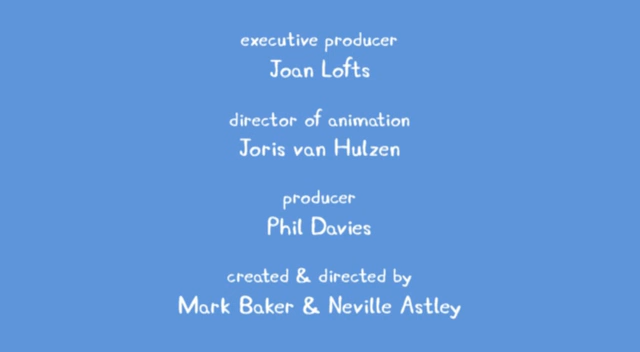 executive producer
Joan Lofts
director of animation
Joris van Hulzen
producer
Phil Davies
created & directed by
Mark Baker & Neville Astley